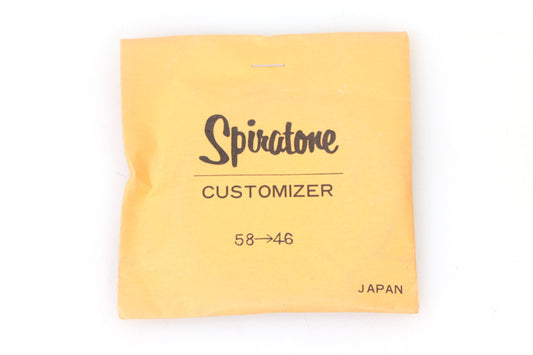 Spiratone
CUSTOMIZER
58→46
JAPAN